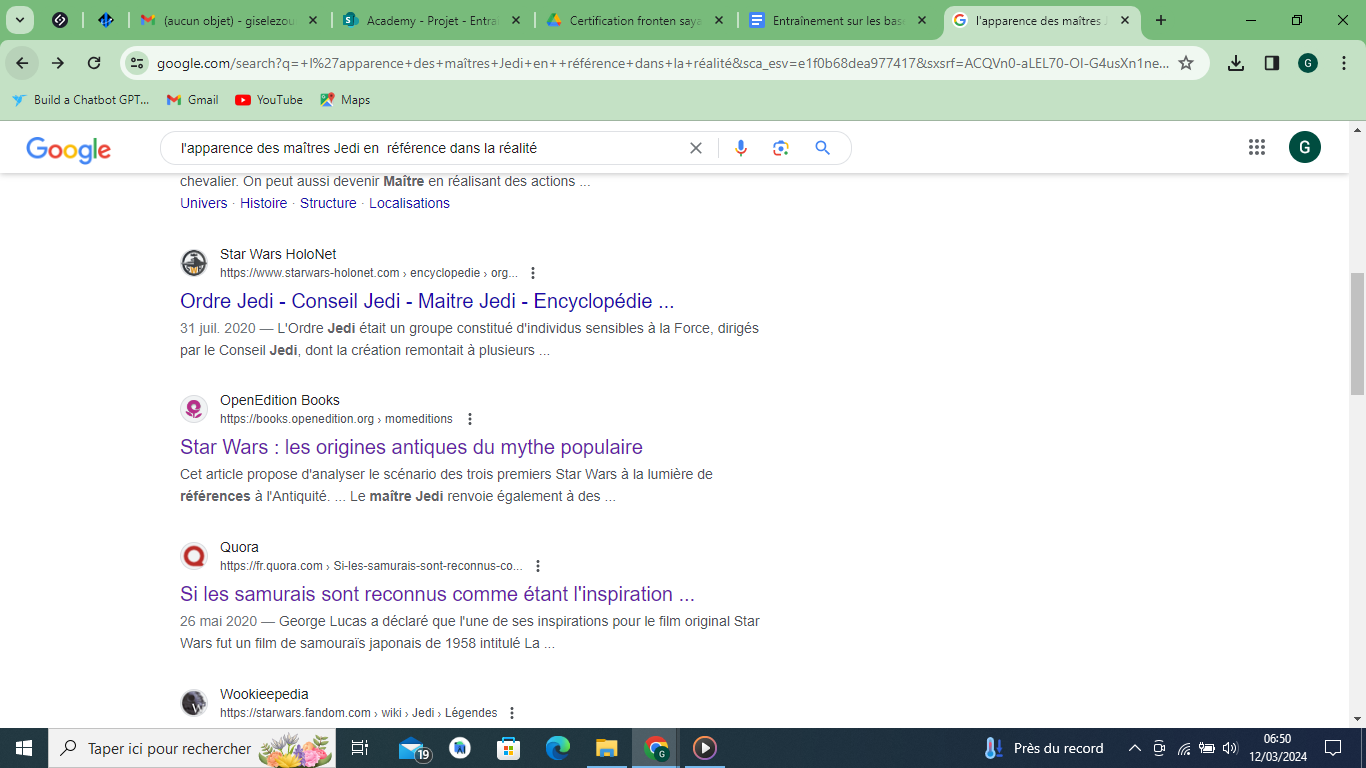 (aucun objet) - giselezou
Academy - Projet - Entra
Certification fronten saya
Entraînement sur les base
l'apparence des maîtres J
google.com/search?q=+l%27apparence+des+maîtres+Jedi+en++référence+dans+la+réalité&sca_esv=e1f0b68dea977417&sxsrf=ACQVn0-aLEL70-OI-G4usXn1ne...
G
Build a Chatbot GPT...
Gmail
YouTube
Maps
Google
l'apparence des maîtres Jedi en  référence dans la réalité
G
chevalier. On peut aussi devenir Maître en réalisant des actions ...
Univers · Histoire · Structure · Localisations
Star Wars HoloNet
https://www.starwars-holonet.com › encyclopedie › org...
Ordre Jedi - Conseil Jedi - Maitre Jedi - Encyclopédie ...
31 juil. 2020 — L'Ordre Jedi était un groupe constitué d'individus sensibles à la Force, dirigés
par le Conseil Jedi, dont la création remontait à plusieurs ...
OpenEdition Books
https://books.openedition.org › momeditions
Star Wars : les origines antiques du mythe populaire
Cet article propose d'analyser le scénario des trois premiers Star Wars à la lumière de
références à l'Antiquité. ... Le maître Jedi renvoie également à des ...
Quora
https://fr.quora.com › Si-les-samurais-sont-reconnus-co...
Si les samurais sont reconnus comme étant l'inspiration ...
26 mai 2020 — George Lucas a déclaré que l'une de ses inspirations pour le film original Star
Wars fut un film de samouraïs japonais de 1958 intitulé La ...
Wookieepedia
https://starwars.fandom.com › wiki › Jedi › Légendes
Taper ici pour rechercher
19
G
Près du record
06:50
12/03/2024